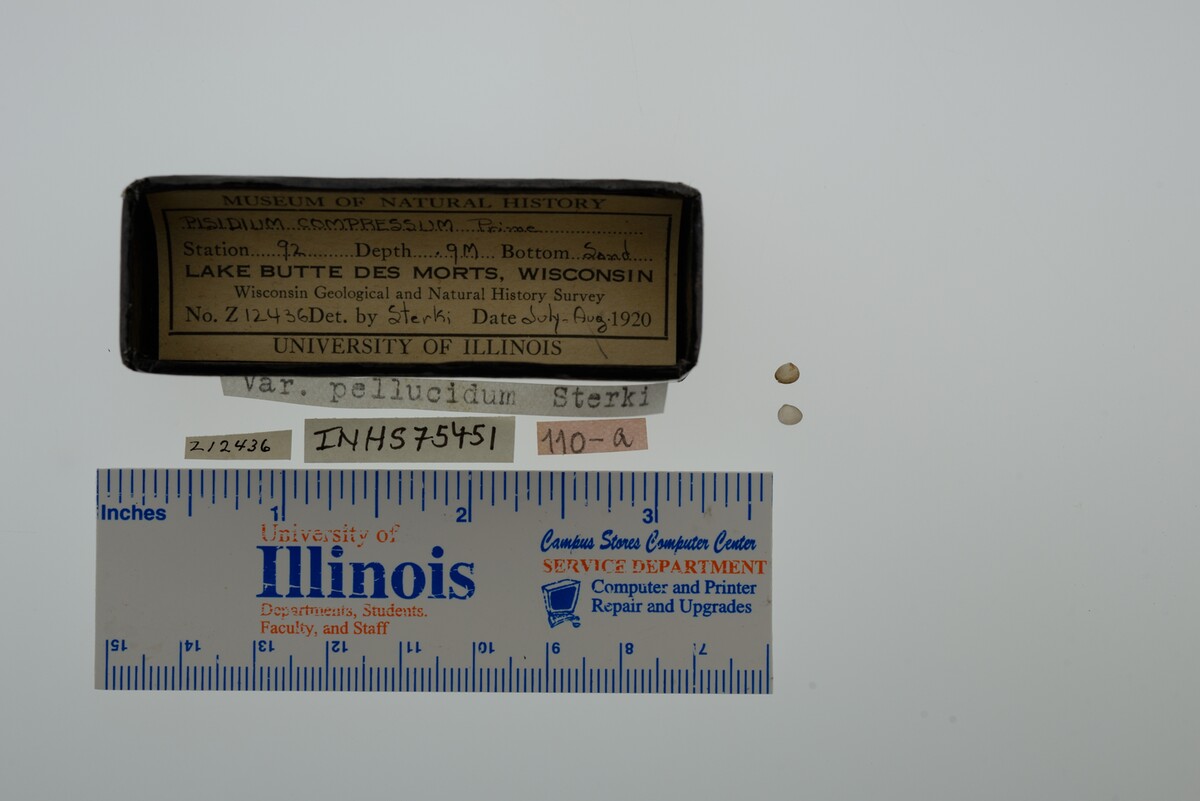 MUSEUM OF NATURAL HISTORY
PISIDIUM COMPRESSUM Prime
Station 92 Depth .9M Bottom Sand
LAKE BUTTE DES MORTS, WISCONSIN
Wisconsin Geological and Natural History Survey
No. Z 12436 Det. by Sterki Date July-Aug. 1920
UNIVERSITY OF ILLINOIS
Var. pellucidum Sterki
Z12436 INHS75451 110-a
Inches 1 2 3
University of
Illinois
Departments, Students,
Faculty, and Staff
Campus Stores Computer Center
SERVICE DEPARTMENT
Computer and Printer
Repair and Upgrades
15 14 13 12 11 10 9 8 7